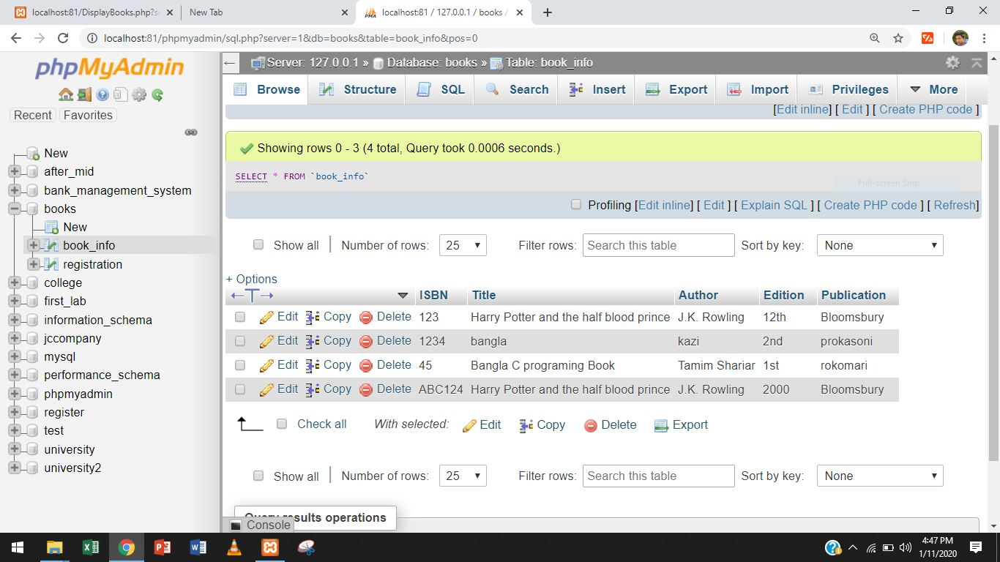 localhost:81/DisplayBooks.php?s
New Tab
localhost:81 / 127.0.0.1 / books /
localhost:81/phpmyadmin/sql.php?server=1&db=books&table=book_info&pos=0
phpMyAdmin
Recent Favorites
New
after_mid
bank_management_system
books
New
book_info
registration
college
first_lab
information_schema
jccompany
mysql
performance_schema
phpmyadmin
register
test
university
university2
Server: 127.0.0.1 » Database: books » Table: book_info
Browse Structure SQL Search Insert Export Import Privileges More
[Edit inline] [ Edit ] [ Create PHP code ]
Showing rows 0 - 3 (4 total, Query took 0.0006 seconds.)
SELECT * FROM `book_info`
Full-screen Snip
Profiling [Edit inline] [ Edit ] [ Explain SQL ] [ Create PHP code ] [ Refresh]
Show all | Number of rows: 25 Filter rows: Search this table Sort by key: None
+ Options
←T→ ISBN Title Author Edition Publication
Edit Copy Delete 123 Harry Potter and the half blood prince J.K. Rowling 12th Bloomsbury
Edit Copy Delete 1234 bangla kazi 2nd prokasoni
Edit Copy Delete 45 Bangla C programing Book Tamim Shariar 1st rokomari
Edit Copy Delete ABC124 Harry Potter and the half blood prince J.K. Rowling 2000 Bloomsbury
Check all With selected: Edit Copy Delete Export
Show all | Number of rows: 25 Filter rows: Search this table Sort by key: None
Query results operations
Console
4:47 PM
1/11/2020